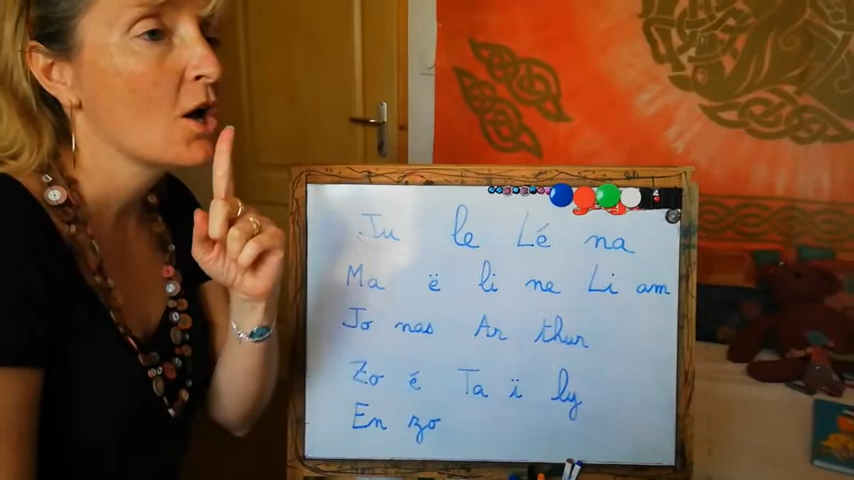 Ju le Lé na
Ma ë li ne Li am
Jo nas Ar thur
Zo é Ta ï ly
En zo